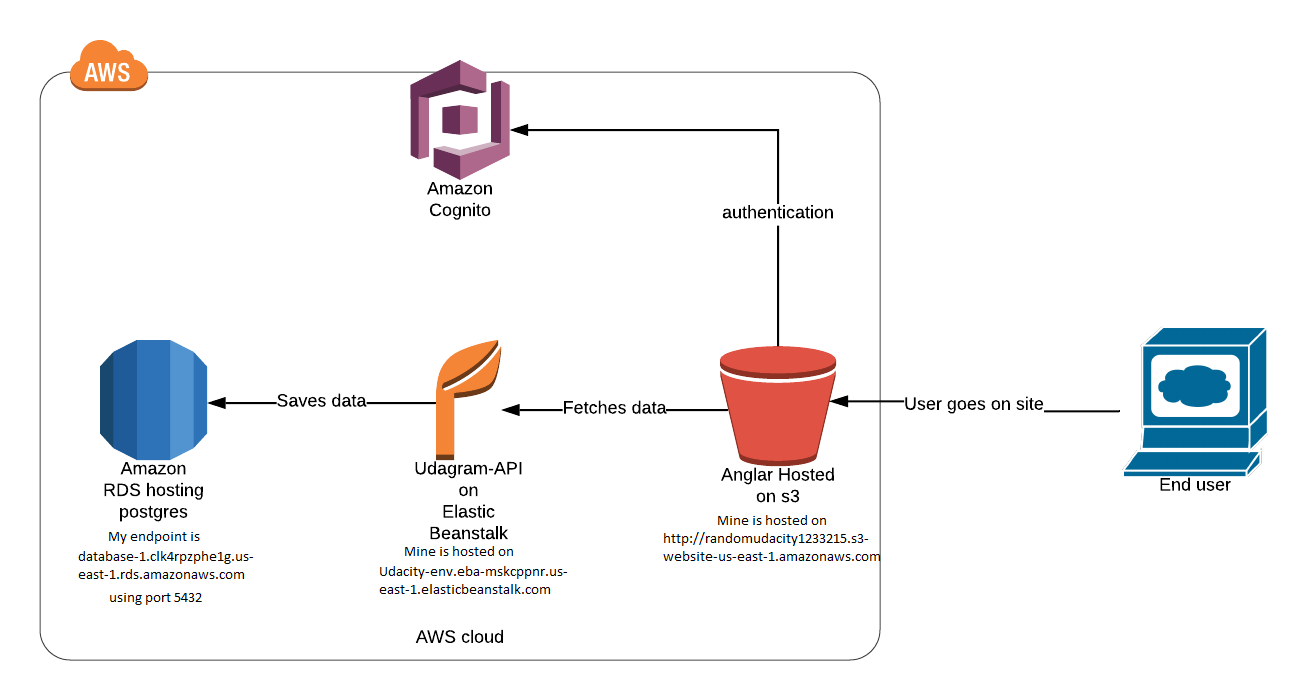 AWS
Amazon
Cognito
authentication
Saves data
Fetches data
User goes on site
Amazon
RDS hosting
postgres
My endpoint is
database-1.clk4rpzphe1g.us-
east-1.rds.amazonaws.com
using port 5432
Udagram-API
on
Elastic
Beanstalk
Mine is hosted on
Udacity-env.eba-mskcppnr.us-
east-1.elasticbeanstalk.com
Anglar Hosted
on s3
Mine is hosted on
http://randomudacity1233215.s3-
website-us-east-1.amazonaws.com
End user
AWS cloud